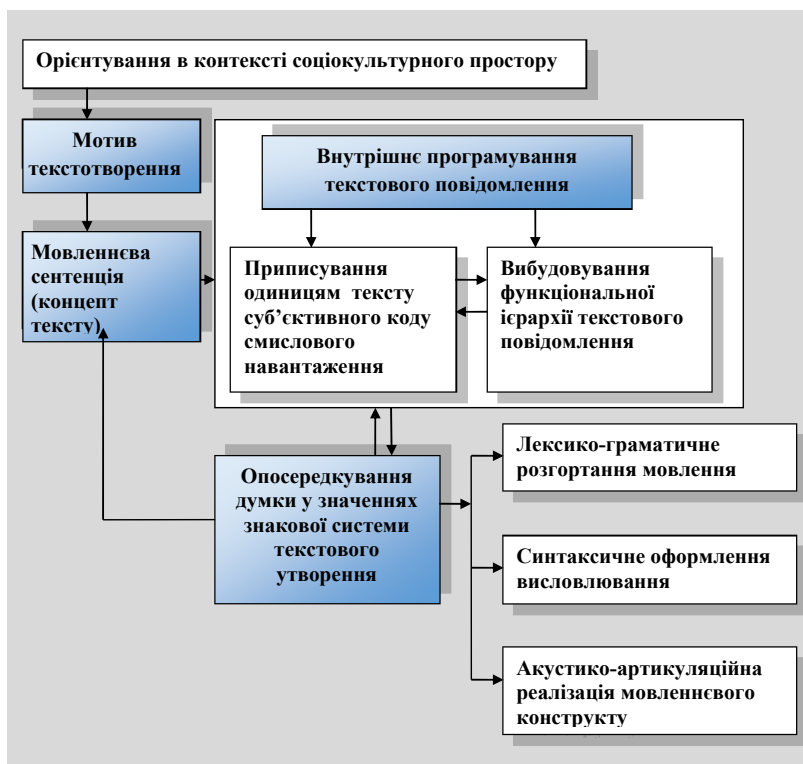 Орієнтування в контексті соціокультурного простору
Мотив
текстотворення
Внутрішнє програмування
текстового повідомлення
Мовленнєва
сентенція
(концепт
тексту)
Приписування
одиницям тексту
суб’єктивного коду
смислового
навантаження
Вибудовування
функціональної
ієрархії текстового
повідомлення
Опосередкування
думки у значеннях
знакової системи
текстового
утворення
Лексико-граматичне
розгортання мовлення
Синтаксичне оформлення
висловлювання
Акустико-артикуляційна
реалізація мовленнєвого
конструкту